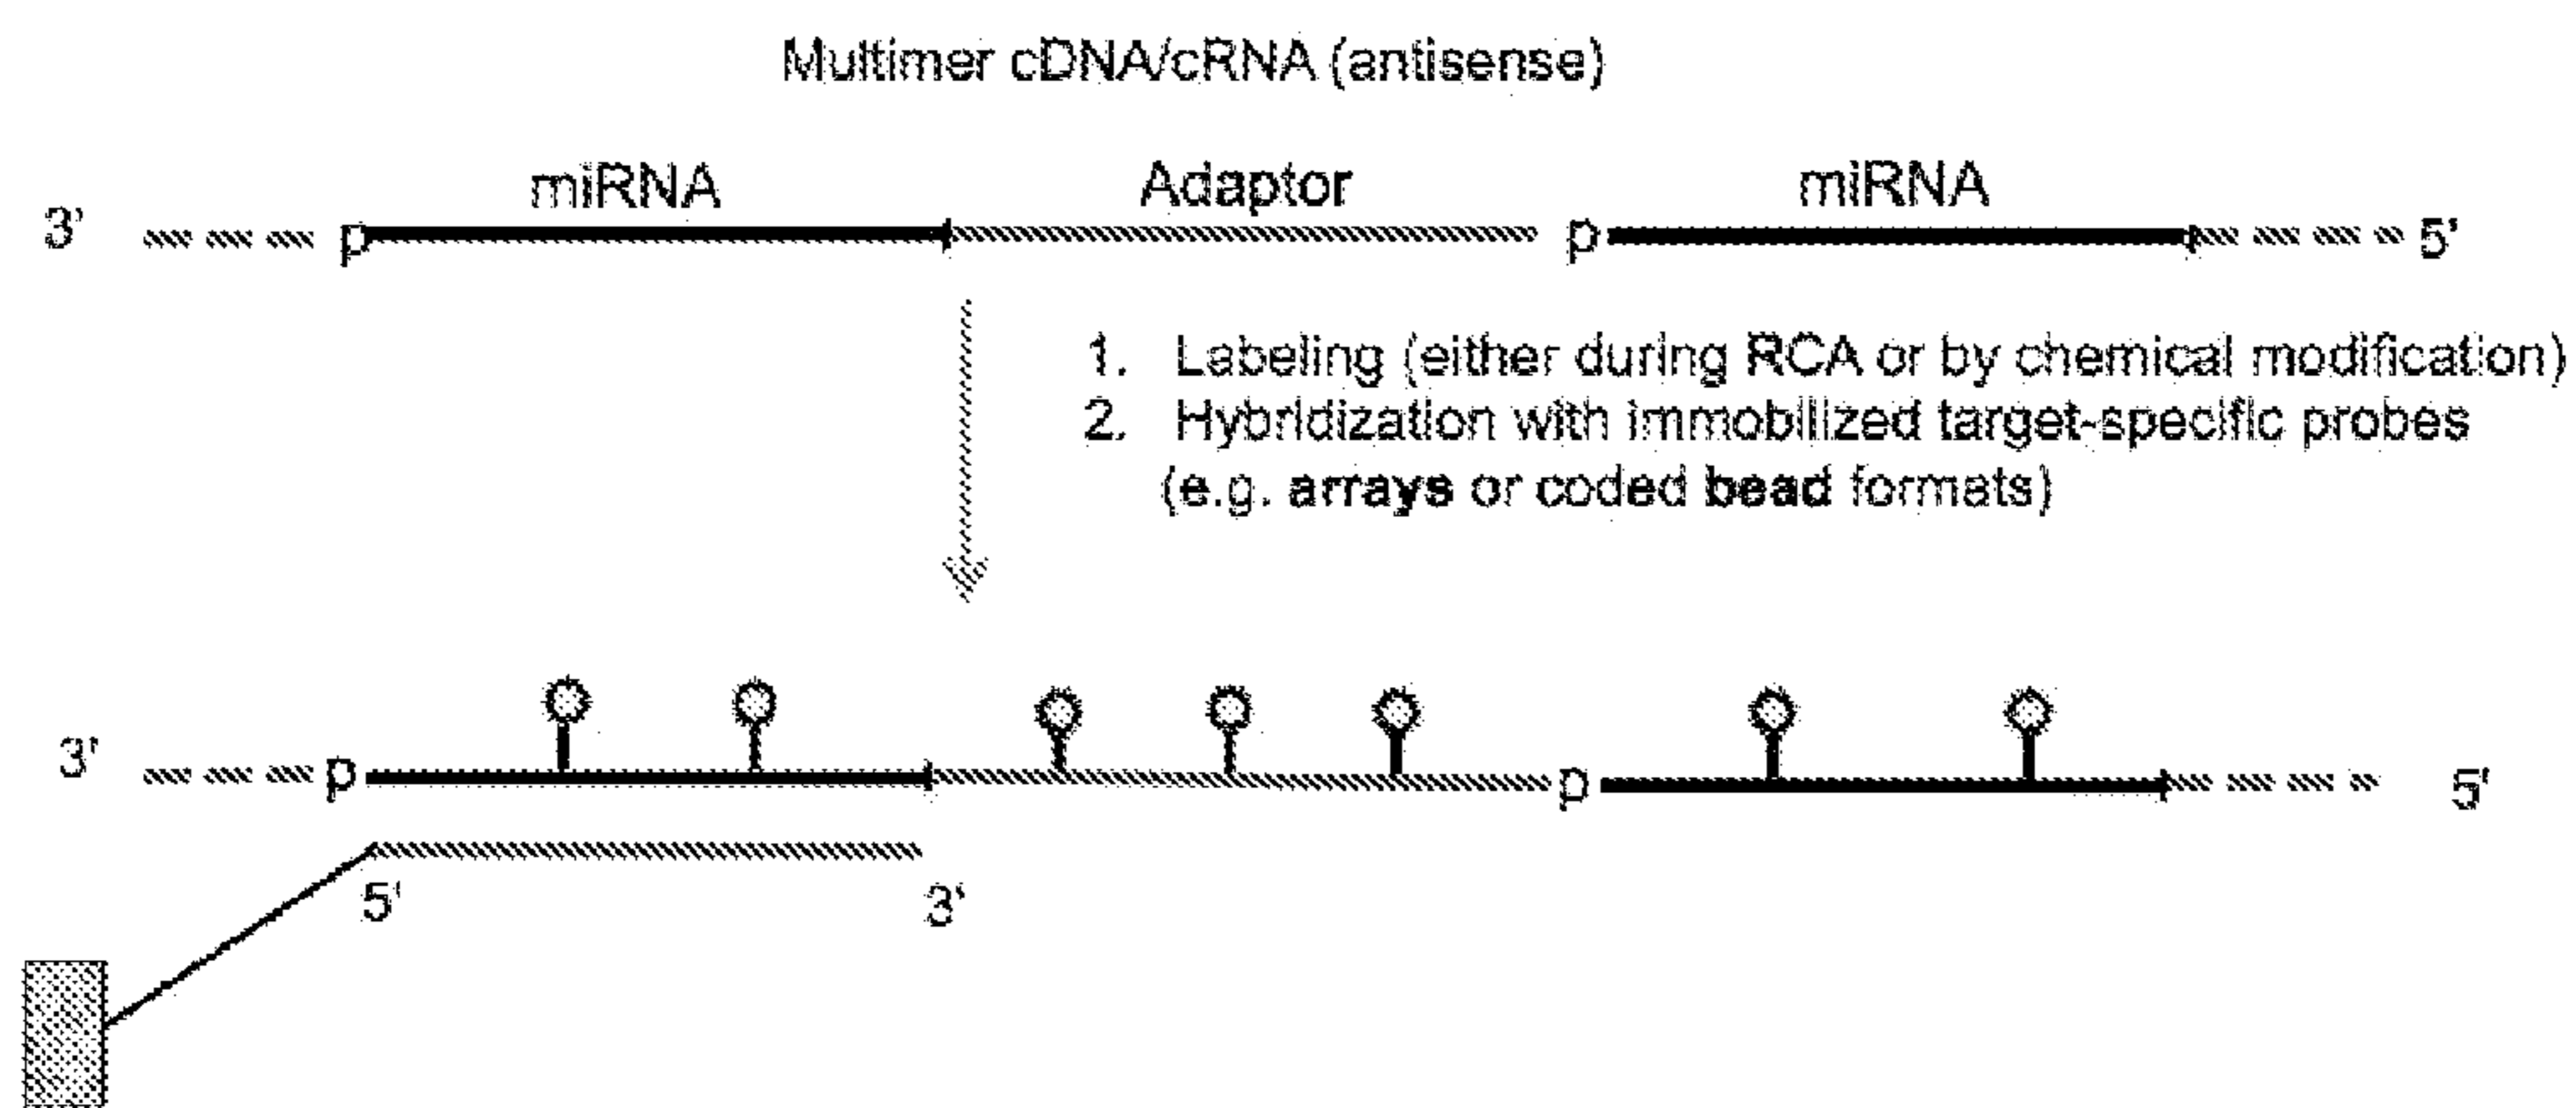 Multimer cDNA/cRNA (antisense)
miRNA Adaptor miRNA
3' p p 5'
1. Labeling (either during RCA or by chemical modification)
2. Hybridization with immobilized target-specific probes
(e.g. arrays or coded bead formats)
3' p p 5'
5' 3'